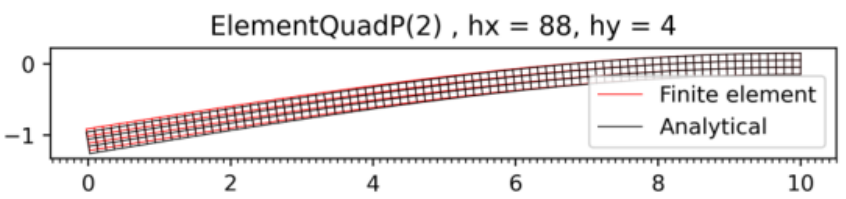 ElementQuadP(2) , hx = 88, hy = 4
0
−1
Finite element
Analytical
0 2 4 6 8 10